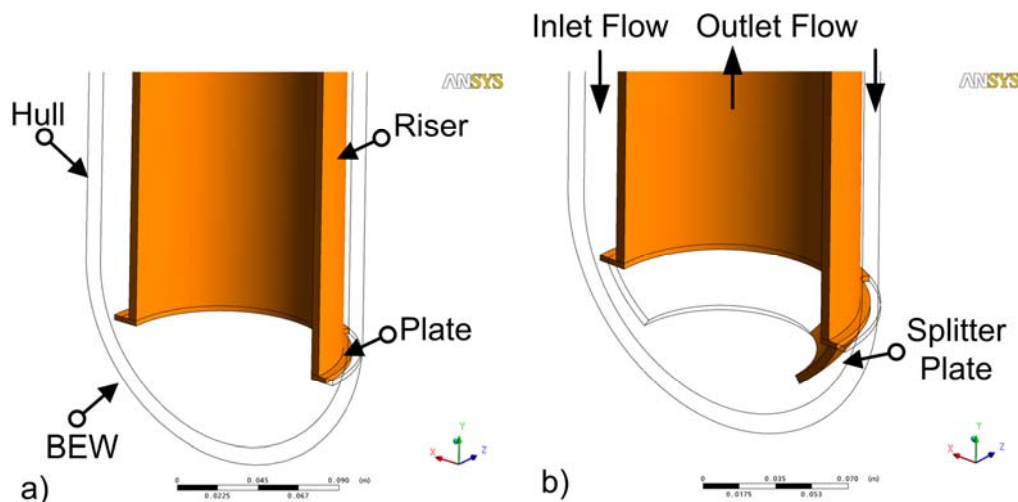 Inlet Flow Outlet Flow
ANSYS
ANSYS
Hull
Riser
Plate
Splitter
Plate
BEW
Y
X
Z
Y
X
Z
a)
0 0.045 0.090 (m)
0.0225 0.067
b)
0 0.035 0.070 (m)
0.0175 0.053